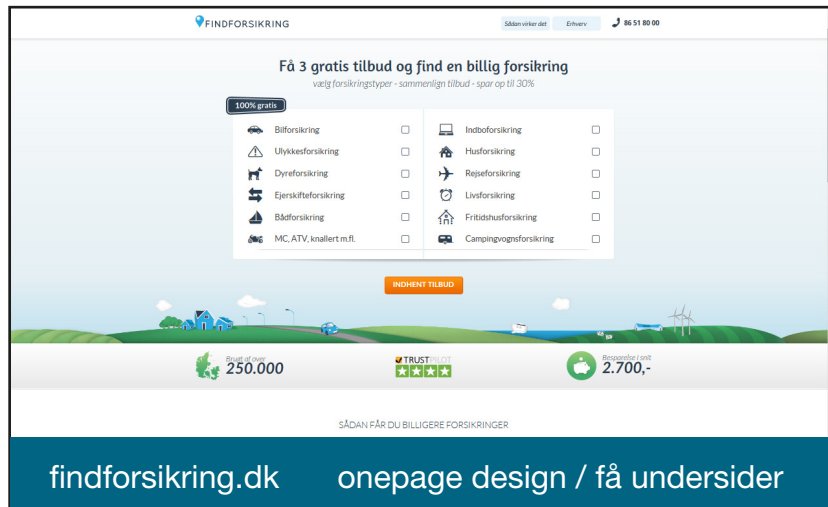 FINDFORSIKRING
Sådan virker det Erhverv 86 51 80 00
Få 3 gratis tilbud og find en billig forsikring
vælg forsikringstyper - sammenlign tilbud - spar op til 30%
100% gratis
Bilforsikring
Ulykkesforsikring
Dyreforsikring
Ejerskifteforsikring
Bådforsikring
MC, ATV, knallert m.fl.
Indboforsikring
Husforsikring
Rejseforsikring
Livsforsikring
Fritidshusforsikring
Campingvognsforsikring
INDHENT TILBUD
Brugt af over
250.000
TRUSTPILOT
Besparelse i snit
2.700,-
SÅDAN FÅR DU BILLIGERE FORSIKRINGER
findforsikring.dk onepage design / få undersider